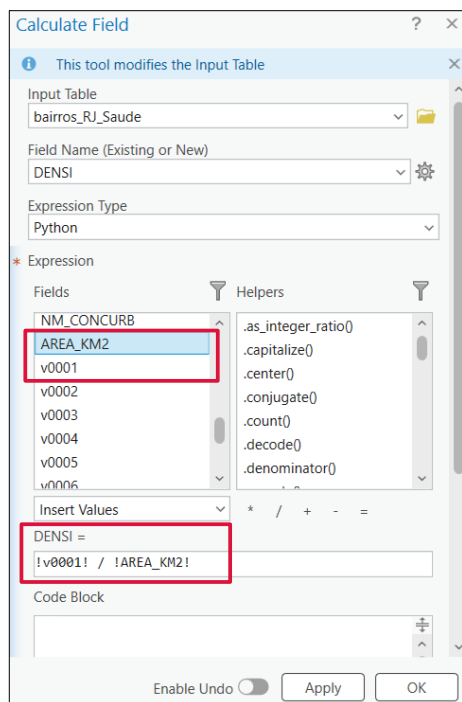 Calculate Field ? ×
This tool modifies the Input Table ×
Input Table
bairros_RJ_Saude
Field Name (Existing or New)
DENSI
Expression Type
Python
* Expression
Fields Helpers
NM_CONCURB .as_integer_ratio()
AREA_KM2 .capitalize()
v0001 .center()
v0002 .conjugate()
v0003 .count()
v0004 .decode()
v0005 .denominator()
v0006
Insert Values * / + - =
DENSI =
!v0001! / !AREA_KM2!
Code Block
Enable Undo Apply OK